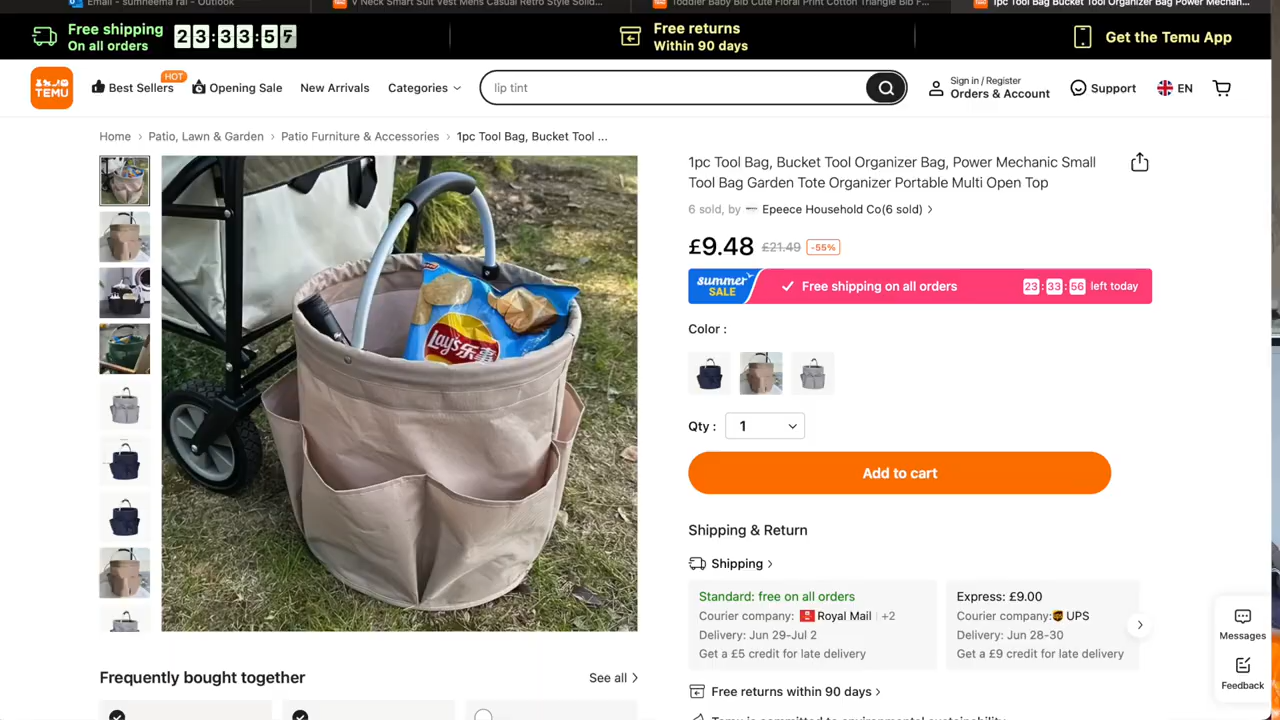 Email - sumneema rai - Outlook
V Neck Smart Suit Vest Mens Casual Retro Style Solid...
Toddler Baby Bib Cute Floral Print Cotton Triangle Bib F...
1pc Tool Bag Bucket Tool Organizer Bag Power Mechan...
Free shipping
On all orders
23:33:57
Free returns
Within 90 days
Get the Temu App
TEMU
Best Sellers
HOT
Opening Sale
New Arrivals
Categories
lip tint
Sign in / Register
Orders & Account
Support
EN
Home › Patio, Lawn & Garden › Patio Furniture & Accessories › 1pc Tool Bag, Bucket Tool ...
Lay's乐事
1pc Tool Bag, Bucket Tool Organizer Bag, Power Mechanic Small
Tool Bag Garden Tote Organizer Portable Multi Open Top
6 sold, by Epeece Household Co(6 sold) ›
£9.48 £21.49 -55%
summer
SALE
Free shipping on all orders
23:33:56 left today
Color :
Qty : 1
Add to cart
Shipping & Return
Shipping ›
Standard: free on all orders
Courier company: Royal Mail | +2
Delivery: Jun 29-Jul 2
Get a £5 credit for late delivery
Express: £9.00
Courier company: UPS
Delivery: Jun 28-30
Get a £9 credit for late delivery
Messages
Feedback
Free returns within 90 days ›
Temu is committed to environmental sustainability
Frequently bought together
See all ›